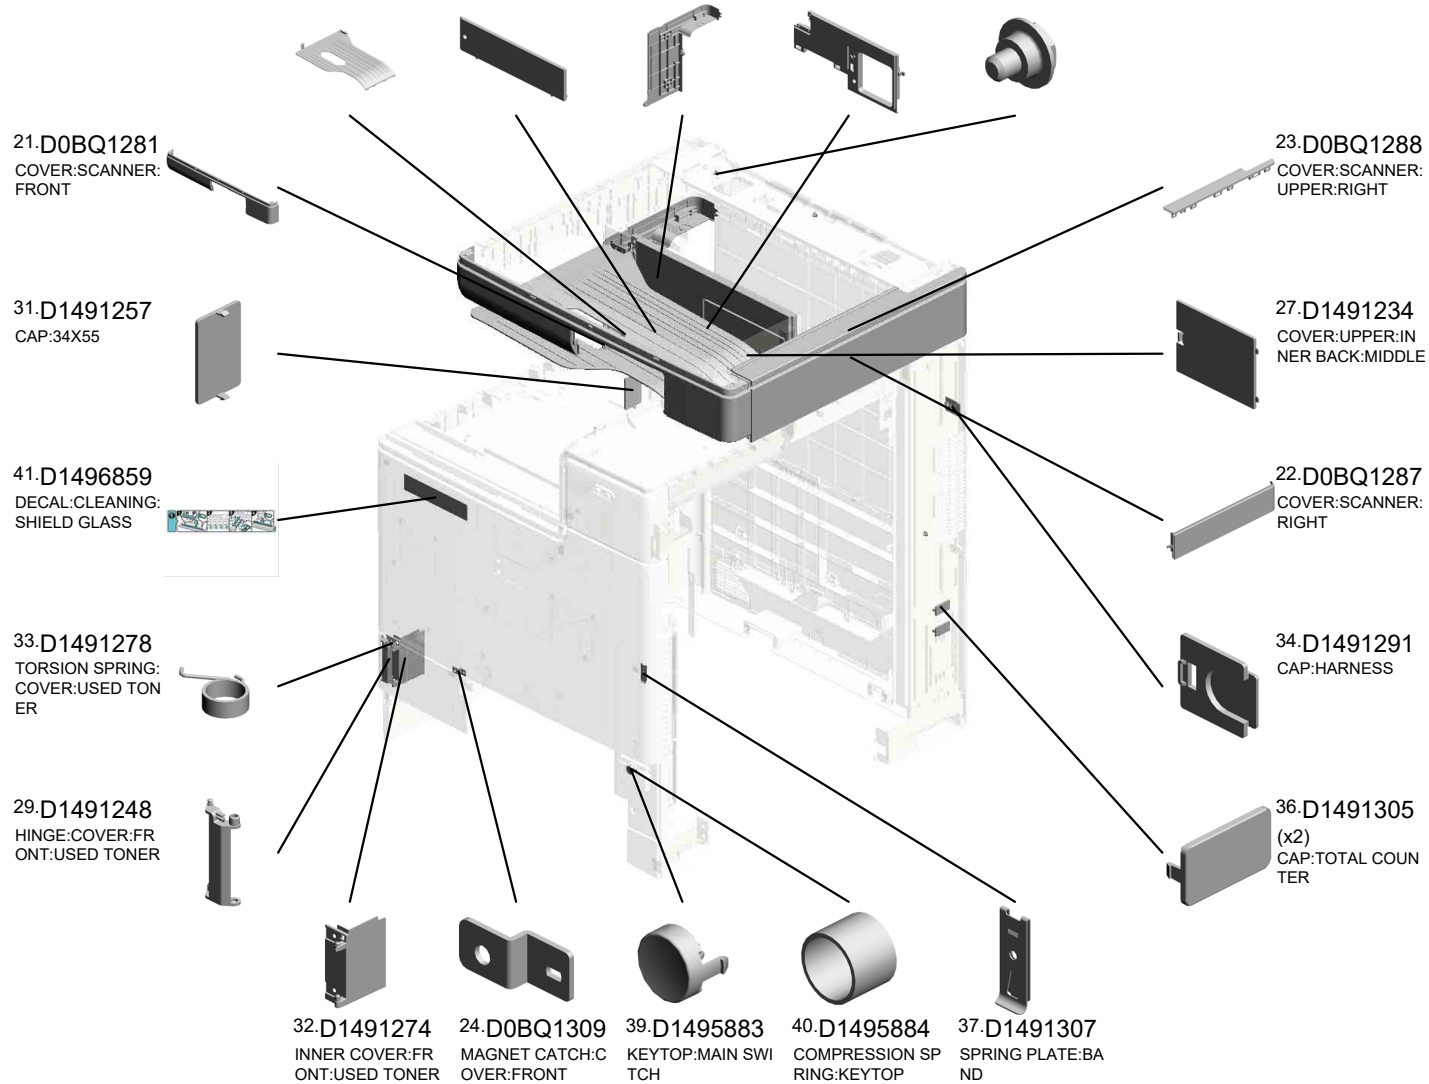 21.D0BQ1281
COVER:SCANNER:
FRONT
23.D0BQ1288
COVER:SCANNER:
UPPER:RIGHT
31.D1491257
CAP:34X55
27.D1491234
COVER:UPPER:IN
NER BACK:MIDDLE
41.D1496859
DECAL:CLEANING:
SHIELD GLASS
22.D0BQ1287
COVER:SCANNER:
RIGHT
33.D1491278
TORSION SPRING:
COVER:USED TON
ER
34.D1491291
CAP:HARNESS
29.D1491248
HINGE:COVER:FR
ONT:USED TONER
36.D1491305
(x2)
CAP:TOTAL COUN
TER
32.D1491274
INNER COVER:FR
ONT:USED TONER
24.D0BQ1309
MAGNET CATCH:C
OVER:FRONT
39.D1495883
KEYTOP:MAIN SWI
TCH
40.D1495884
COMPRESSION SP
RING:KEYTOP
37.D1491307
SPRING PLATE:BA
ND